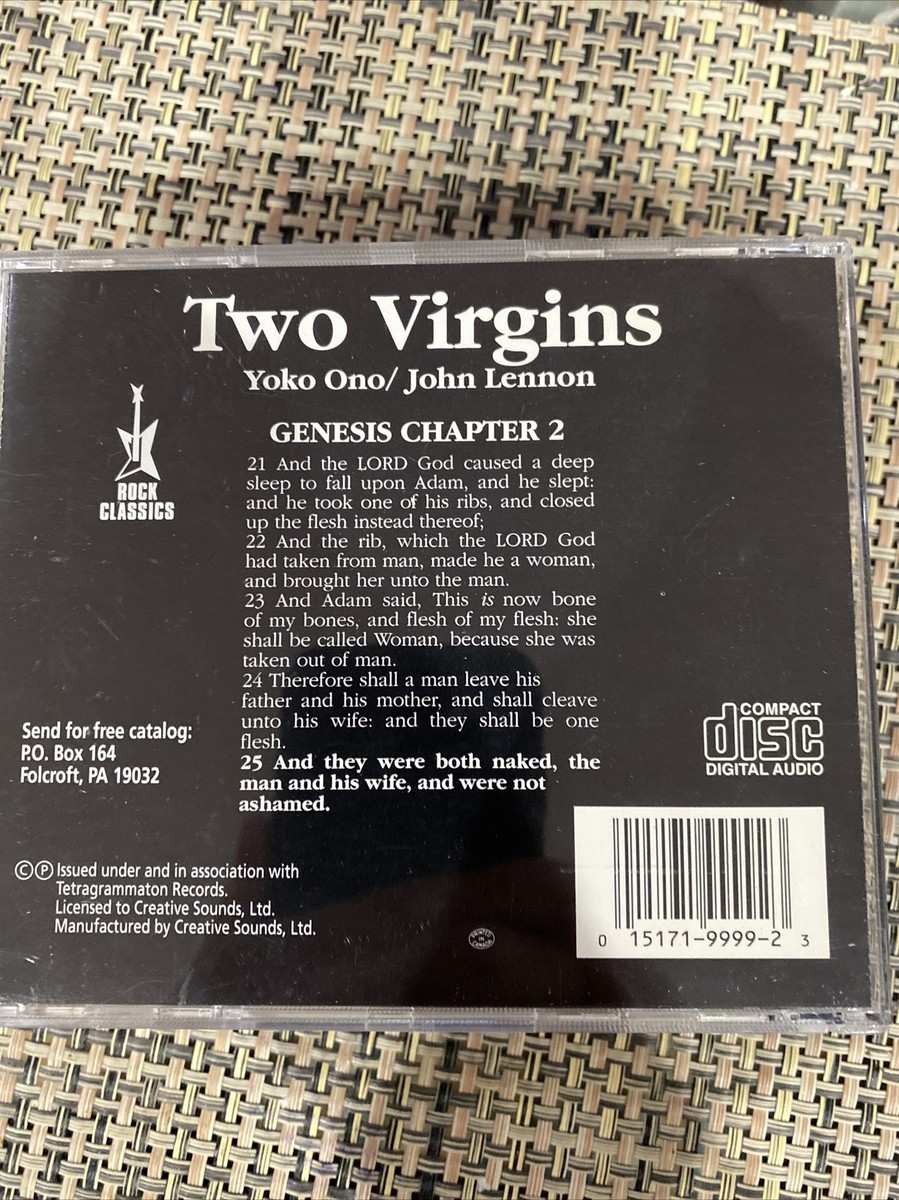 Two Virgins
Yoko Ono/ John Lennon
GENESIS CHAPTER 2
21 And the LORD God caused a deep
sleep to fall upon Adam, and he slept:
and he took one of his ribs, and closed
up the flesh instead thereof;
22 And the rib, which the LORD God
had taken from man, made he a woman,
and brought her unto the man.
23 And Adam said, This is now bone
of my bones, and flesh of my flesh: she
shall be called Woman, because she was
taken out of man.
24 Therefore shall a man leave his
father and his mother, and shall cleave
unto his wife: and they shall be one
flesh.
25 And they were both naked, the
man and his wife, and were not
ashamed.
ROCK
CLASSICS
Send for free catalog:
P.O. Box 164
Folcroft, PA 19032
COMPACT
disc
DIGITAL AUDIO
©℗ Issued under and in association with
Tetragrammaton Records.
Licensed to Creative Sounds, Ltd.
Manufactured by Creative Sounds, Ltd.
PRINTED
IN
CANADA
0 15171-9999-2 3